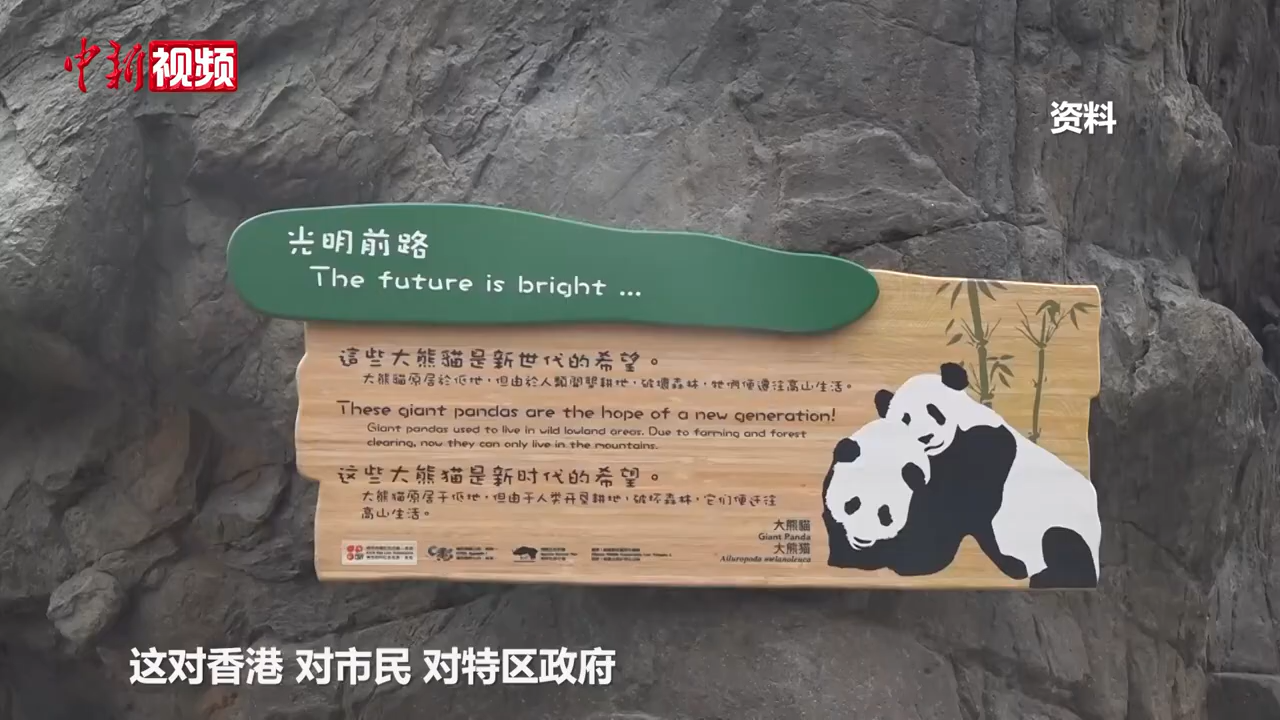 中新视频
资料
光明前路
The future is bright ...
這些大熊貓是新世代的希望。
大熊貓原居於低地，但由於人類開墾耕地，破壞森林，牠們便遷往高山生活。
These giant pandas are the hope of a new generation!
Giant pandas used to live in wild lowland areas. Due to farming and forest
clearing, now they can only live in the mountains.
这些大熊猫是新时代的希望。
大熊猫原居于低地，但由于人类开垦耕地，破坏森林，它们便迁往
高山生活。
大熊貓
Giant Panda
大熊猫
Ailuropoda melanoleuca
这对香港 对市民 对特区政府